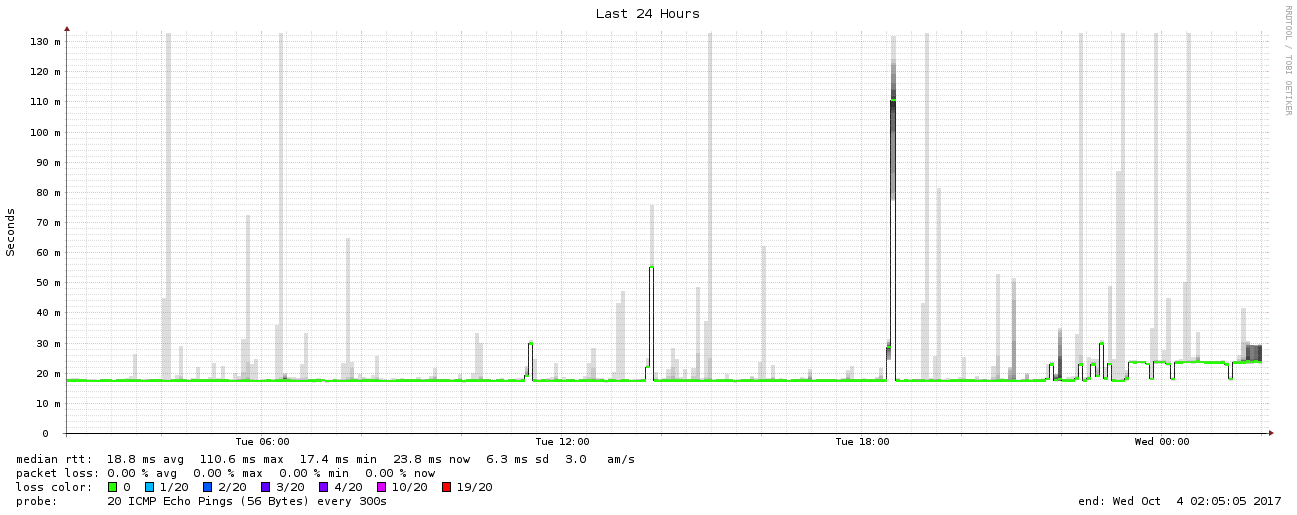 Last 24 Hours
RRDTOOL / TOBI OETIKER
Seconds
130 m
120 m
110 m
100 m
90 m
80 m
70 m
60 m
50 m
40 m
30 m
20 m
10 m
0
Tue 06:00 Tue 12:00 Tue 18:00 Wed 00:00
median rtt: 18.8 ms avg 110.6 ms max 17.4 ms min 23.8 ms now 6.3 ms sd 3.0 am/s
packet loss: 0.00 % avg 0.00 % max 0.00 % min 0.00 % now
loss color: 0 1/20 2/20 3/20 4/20 10/20 19/20
probe: 20 ICMP Echo Pings (56 Bytes) every 300s end: Wed Oct 4 02:05:05 2017